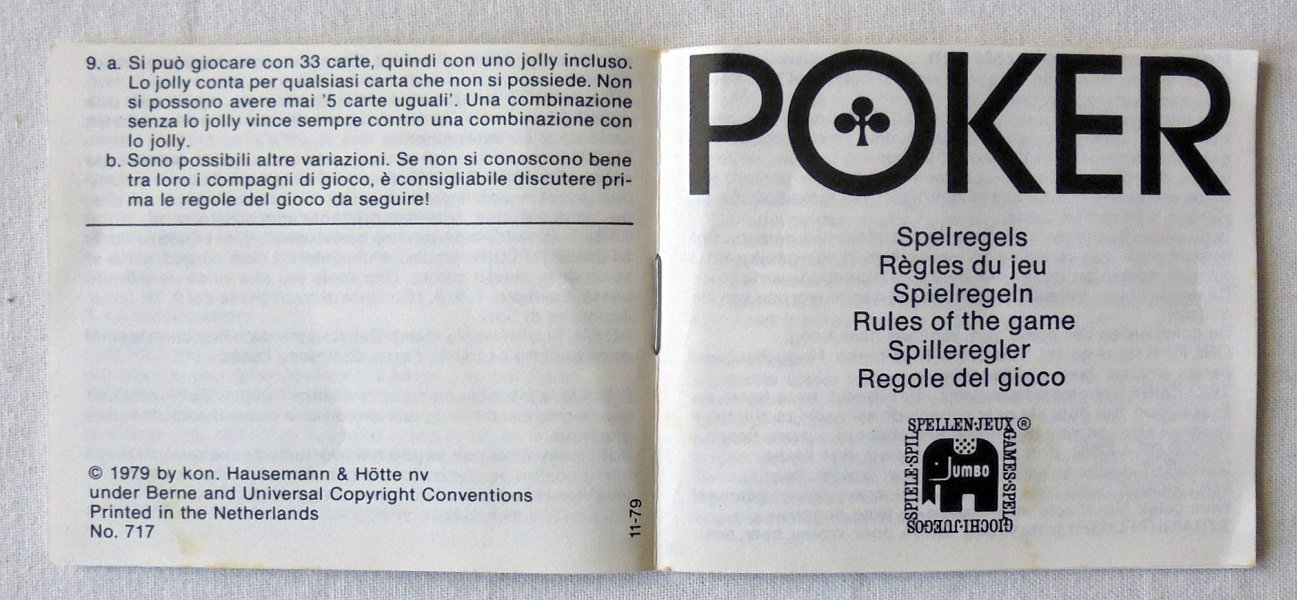 9. a. Si può giocare con 33 carte, quindi con uno jolly incluso.
Lo jolly conta per qualsiasi carta che non si possiede. Non
si possono avere mai '5 carte uguali'. Una combinazione
senza lo jolly vince sempre contro una combinazione con
lo jolly.
b. Sono possibili altre variazioni. Se non si conoscono bene
tra loro i compagni di gioco, è consigliabile discutere pri-
ma le regole del gioco da seguire!
© 1979 by kon. Hausemann & Hötte nv
under Berne and Universal Copyright Conventions
Printed in the Netherlands
No. 717
11-79
POKER
Spelregels
Règles du jeu
Spielregeln
Rules of the game
Spilleregler
Regole del gioco
SPELLEN·JEUX ®
GAMES·SPEL
GIOCHI·JUEGOS
SPIELE·SPIL
JUMBO